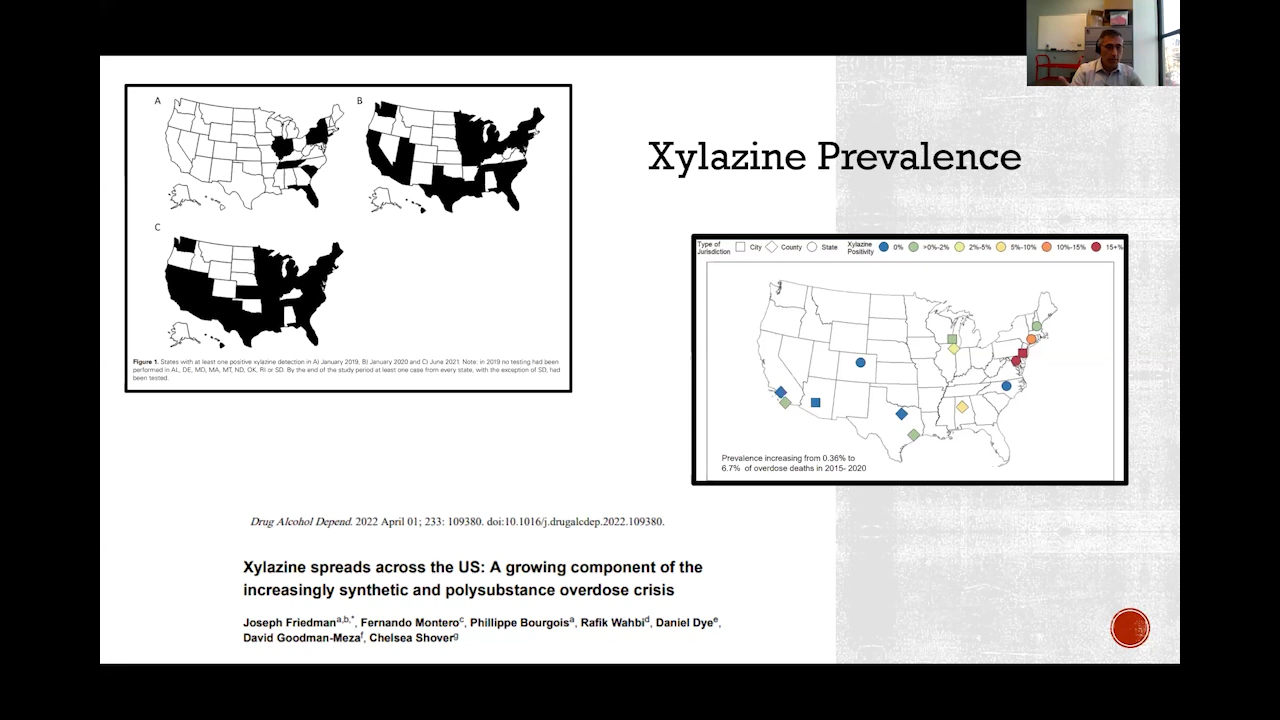 Xylazine Prevalence
A
B
C
Figure 1. States with at least one positive xylazine detection in A) January 2019, B) January 2020 and C) June 2021. Note: in 2019 no testing had been
performed in AL, DE, MD, MA, MT, ND, OK, RI or SD. By the end of the study period at least one case from every state, with the exception of SD, had
been tested.
Type of
Jurisdiction
City
County
State
Xylazine
Positivity
0%
>0%-2%
2%-5%
5%-10%
10%-15%
15+%
Prevalence increasing from 0.36% to
6.7% of overdose deaths in 2015- 2020
Drug Alcohol Depend. 2022 April 01; 233: 109380. doi:10.1016/j.drugalcdep.2022.109380.
Xylazine spreads across the US: A growing component of the
increasingly synthetic and polysubstance overdose crisis
Joseph Friedman a,b,*, Fernando Montero c, Phillippe Bourgois a, Rafik Wahbi d, Daniel Dye e,
David Goodman-Meza f, Chelsea Shover g